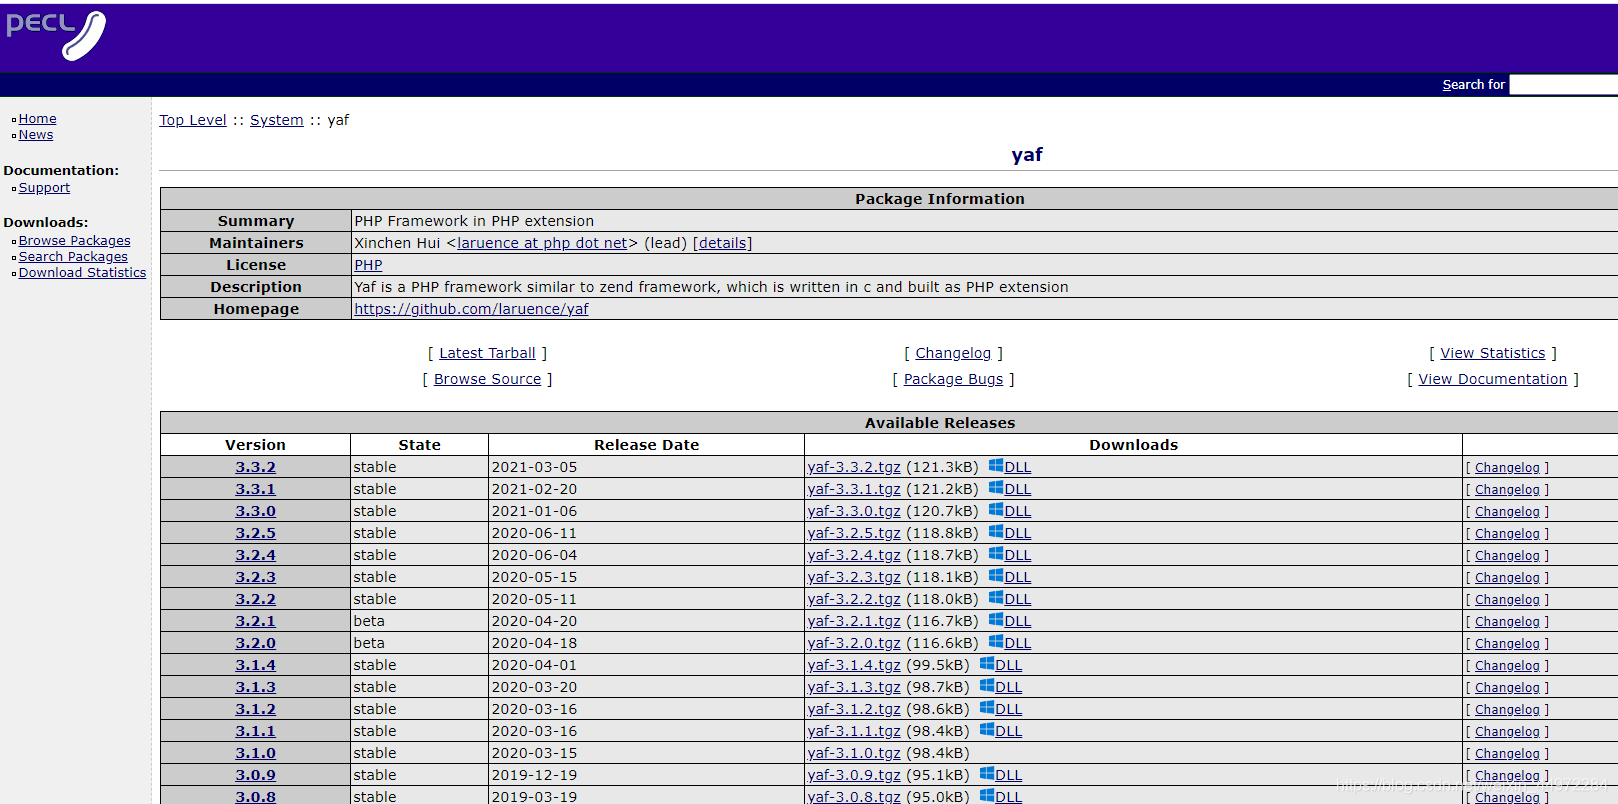 PECL
Search for
Home
News
Documentation:
Support
Downloads:
Browse Packages
Search Packages
Download Statistics
Top Level :: System :: yaf
yaf
Package Information
Summary PHP Framework in PHP extension
Maintainers Xinchen Hui <laruence at php dot net> (lead) [details]
License PHP
Description Yaf is a PHP framework similar to zend framework, which is written in c and built as PHP extension
Homepage https://github.com/laruence/yaf
[ Latest Tarball ] [ Changelog ] [ View Statistics ]
[ Browse Source ] [ Package Bugs ] [ View Documentation ]
Available Releases
Version State Release Date Downloads
3.3.2 stable 2021-03-05 yaf-3.3.2.tgz (121.3kB) DLL [ Changelog ]
3.3.1 stable 2021-02-20 yaf-3.3.1.tgz (121.2kB) DLL [ Changelog ]
3.3.0 stable 2021-01-06 yaf-3.3.0.tgz (120.7kB) DLL [ Changelog ]
3.2.5 stable 2020-06-11 yaf-3.2.5.tgz (118.8kB) DLL [ Changelog ]
3.2.4 stable 2020-06-04 yaf-3.2.4.tgz (118.7kB) DLL [ Changelog ]
3.2.3 stable 2020-05-15 yaf-3.2.3.tgz (118.1kB) DLL [ Changelog ]
3.2.2 stable 2020-05-11 yaf-3.2.2.tgz (118.0kB) DLL [ Changelog ]
3.2.1 beta 2020-04-20 yaf-3.2.1.tgz (116.7kB) DLL [ Changelog ]
3.2.0 beta 2020-04-18 yaf-3.2.0.tgz (116.6kB) DLL [ Changelog ]
3.1.4 stable 2020-04-01 yaf-3.1.4.tgz (99.5kB) DLL [ Changelog ]
3.1.3 stable 2020-03-20 yaf-3.1.3.tgz (98.7kB) DLL [ Changelog ]
3.1.2 stable 2020-03-16 yaf-3.1.2.tgz (98.6kB) DLL [ Changelog ]
3.1.1 stable 2020-03-16 yaf-3.1.1.tgz (98.4kB) DLL [ Changelog ]
3.1.0 stable 2020-03-15 yaf-3.1.0.tgz (98.4kB) [ Changelog ]
3.0.9 stable 2019-12-19 yaf-3.0.9.tgz (95.1kB) DLL [ Changelog ]
3.0.8 stable 2019-03-19 yaf-3.0.8.tgz (95.0kB) DLL [ Changelog ]